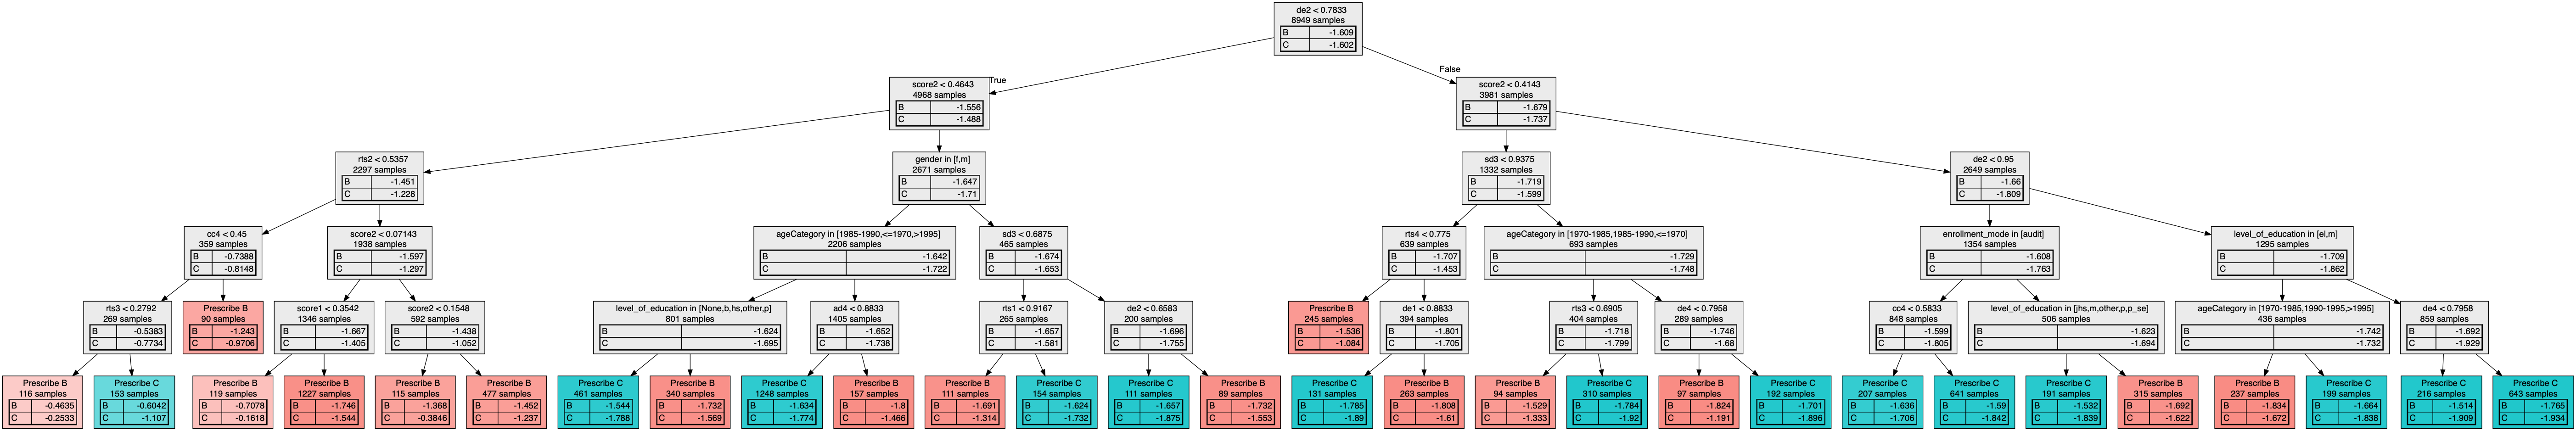 de2 < 0.7833
8949 samples
B -1.609
C -1.602
True
False
score2 < 0.4643
4968 samples
B -1.556
C -1.488
score2 < 0.4143
3981 samples
B -1.679
C -1.737
rts2 < 0.5357
2297 samples
B -1.451
C -1.228
gender in [f,m]
2671 samples
B -1.647
C -1.71
sd3 < 0.9375
1332 samples
B -1.719
C -1.599
de2 < 0.95
2649 samples
B -1.66
C -1.809
cc4 < 0.45
359 samples
B -0.7388
C -0.8148
score2 < 0.07143
1938 samples
B -1.597
C -1.297
ageCategory in [1985-1990,<=1970,>1995]
2206 samples
B -1.642
C -1.722
sd3 < 0.6875
465 samples
B -1.674
C -1.653
rts4 < 0.775
639 samples
B -1.707
C -1.453
ageCategory in [1970-1985,1985-1990,<=1970]
693 samples
B -1.729
C -1.748
enrollment_mode in [audit]
1354 samples
B -1.608
C -1.763
level_of_education in [el,m]
1295 samples
B -1.709
C -1.862
rts3 < 0.2792
269 samples
B -0.5383
C -0.7734
Prescribe B
90 samples
B -1.243
C -0.9706
score1 < 0.3542
1346 samples
B -1.667
C -1.405
score2 < 0.1548
592 samples
B -1.438
C -1.052
level_of_education in [None,b,hs,other,p]
801 samples
B -1.624
C -1.695
ad4 < 0.8833
1405 samples
B -1.652
C -1.738
rts1 < 0.9167
265 samples
B -1.657
C -1.581
de2 < 0.6583
200 samples
B -1.696
C -1.755
Prescribe B
245 samples
B -1.536
C -1.084
de1 < 0.8833
394 samples
B -1.801
C -1.705
rts3 < 0.6905
404 samples
B -1.718
C -1.799
de4 < 0.7958
289 samples
B -1.746
C -1.68
cc4 < 0.5833
848 samples
B -1.599
C -1.805
level_of_education in [jhs,m,other,p,p_se]
506 samples
B -1.623
C -1.694
ageCategory in [1970-1985,1990-1995,>1995]
436 samples
B -1.742
C -1.732
de4 < 0.7958
859 samples
B -1.692
C -1.929
Prescribe B
116 samples
B -0.4635
C -0.2533
Prescribe C
153 samples
B -0.6042
C -1.107
Prescribe B
119 samples
B -0.7078
C -0.1618
Prescribe B
1227 samples
B -1.746
C -1.544
Prescribe B
115 samples
B -1.368
C -0.3846
Prescribe B
477 samples
B -1.452
C -1.237
Prescribe C
461 samples
B -1.544
C -1.788
Prescribe B
340 samples
B -1.732
C -1.569
Prescribe C
1248 samples
B -1.634
C -1.774
Prescribe B
157 samples
B -1.8
C -1.466
Prescribe B
111 samples
B -1.691
C -1.314
Prescribe C
154 samples
B -1.624
C -1.732
Prescribe C
111 samples
B -1.657
C -1.875
Prescribe B
89 samples
B -1.732
C -1.553
Prescribe C
131 samples
B -1.785
C -1.89
Prescribe B
263 samples
B -1.808
C -1.61
Prescribe B
94 samples
B -1.529
C -1.333
Prescribe C
310 samples
B -1.784
C -1.92
Prescribe B
97 samples
B -1.824
C -1.191
Prescribe C
192 samples
B -1.701
C -1.896
Prescribe C
207 samples
B -1.636
C -1.706
Prescribe C
641 samples
B -1.59
C -1.842
Prescribe C
191 samples
B -1.532
C -1.839
Prescribe B
315 samples
B -1.692
C -1.622
Prescribe B
237 samples
B -1.834
C -1.672
Prescribe C
199 samples
B -1.664
C -1.838
Prescribe C
216 samples
B -1.514
C -1.909
Prescribe C
643 samples
B -1.765
C -1.934